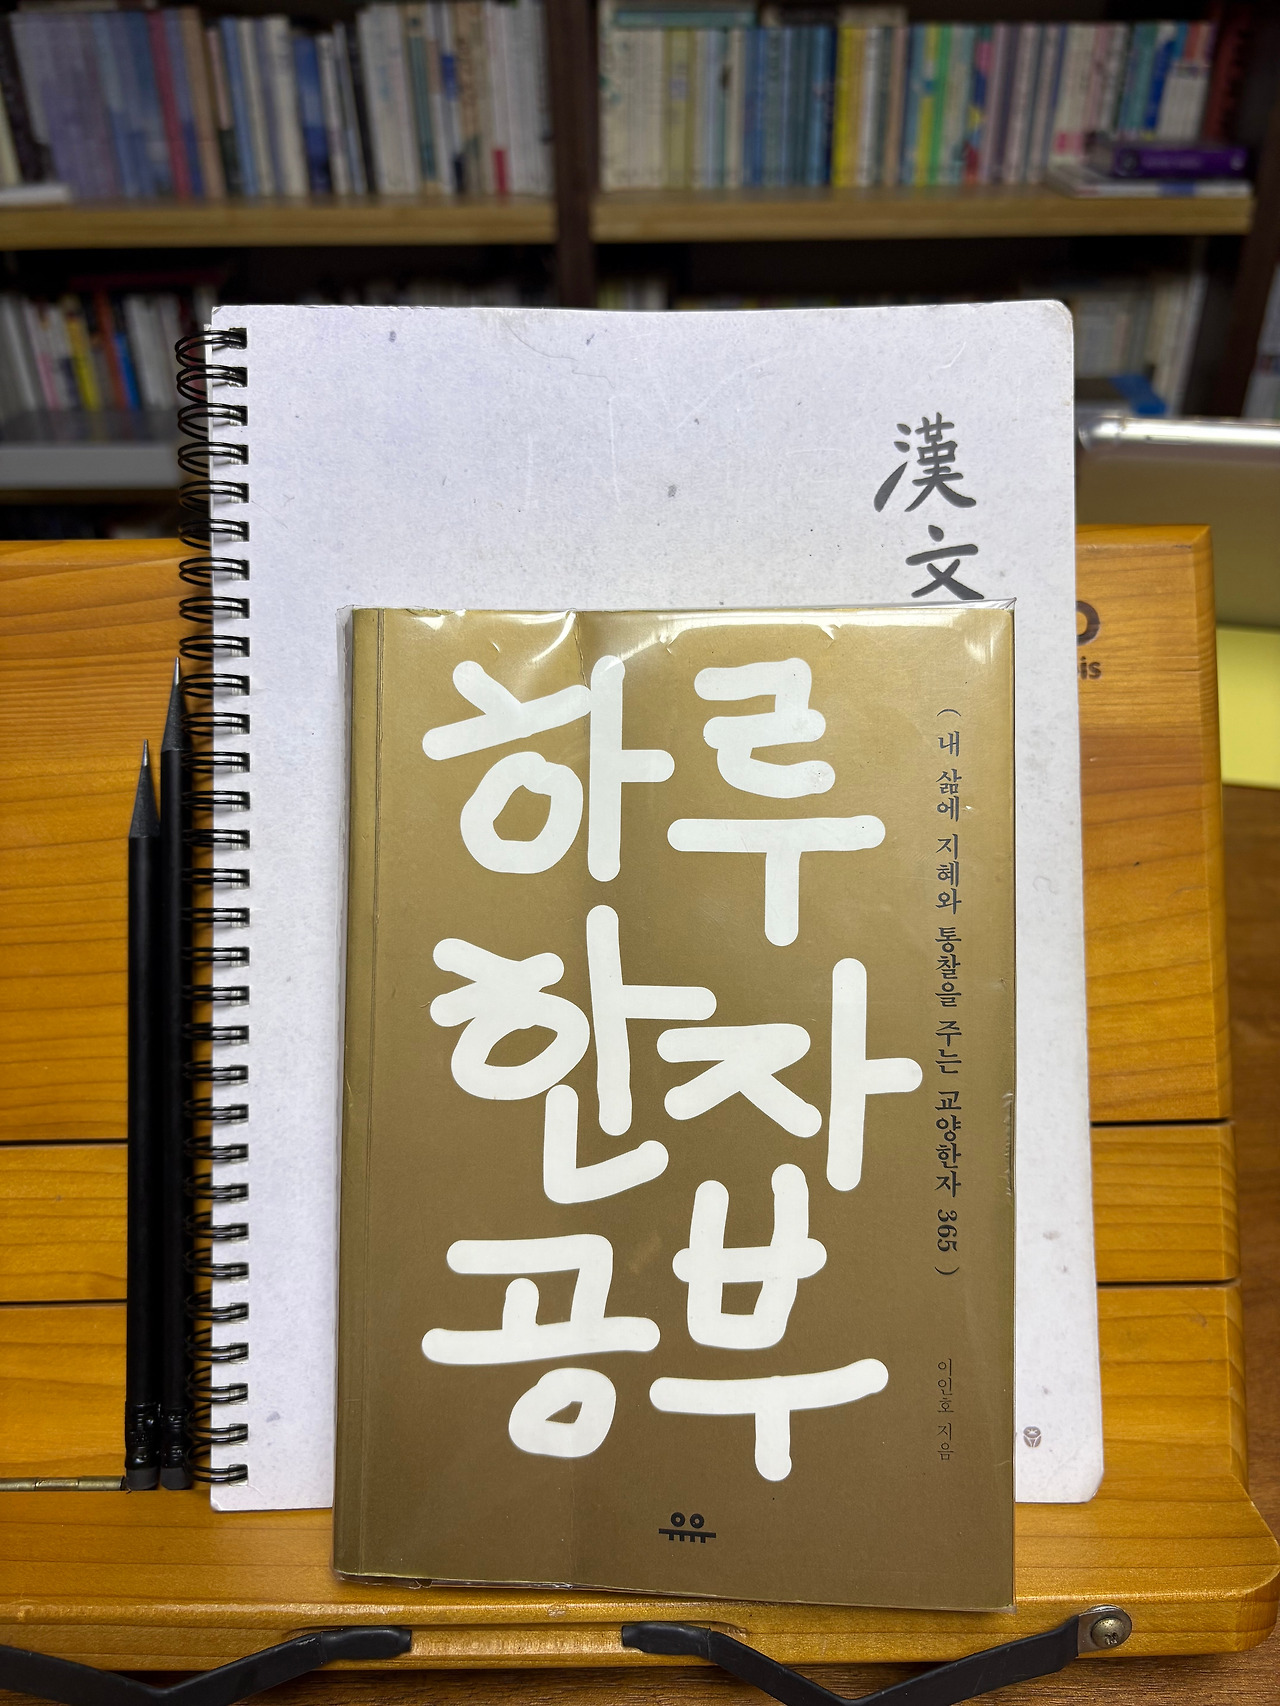 漢文
하루
한자
공부
( 내 삶에 지혜와 통찰을 주는 교양한자 365 )
이인호 지음